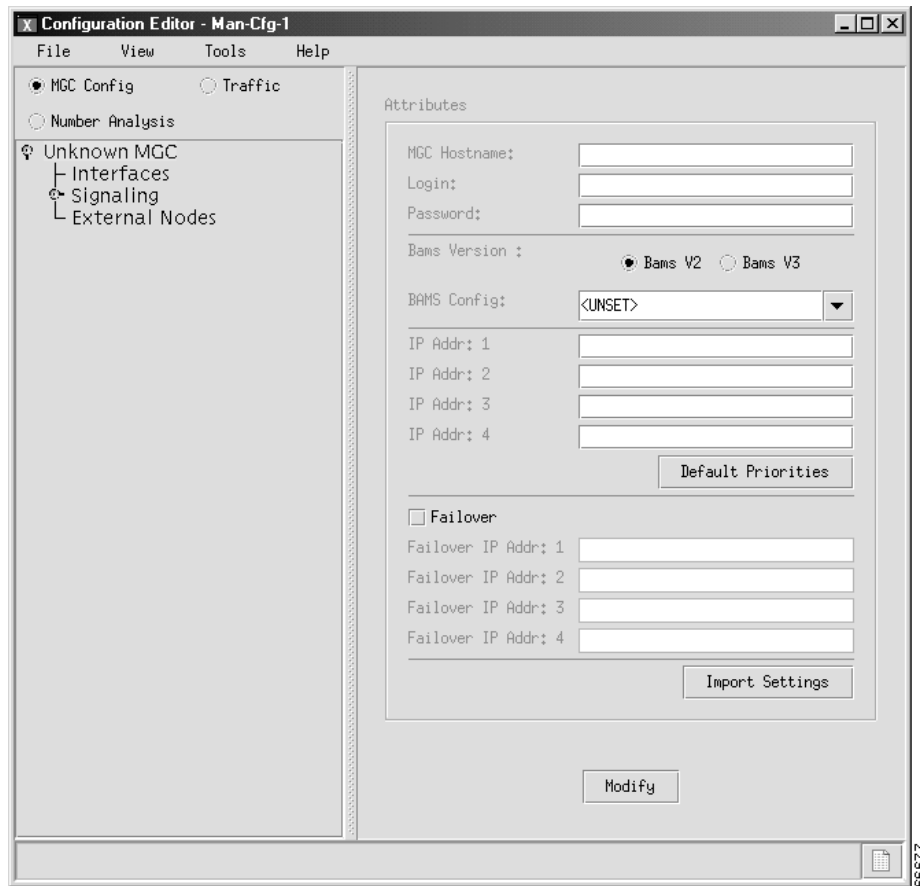 X Configuration Editor - Man-Cfg-1
File View Tools Help
MGC Config Traffic
Number Analysis
Unknown MGC
Interfaces
Signaling
External Nodes
Attributes
MGC Hostname:
Login:
Password:
Bams Version : Bams V2 Bams V3
BAMS Config: <UNSET>
IP Addr: 1
IP Addr: 2
IP Addr: 3
IP Addr: 4
Default Priorities
Failover
Failover IP Addr: 1
Failover IP Addr: 2
Failover IP Addr: 3
Failover IP Addr: 4
Import Settings
Modify